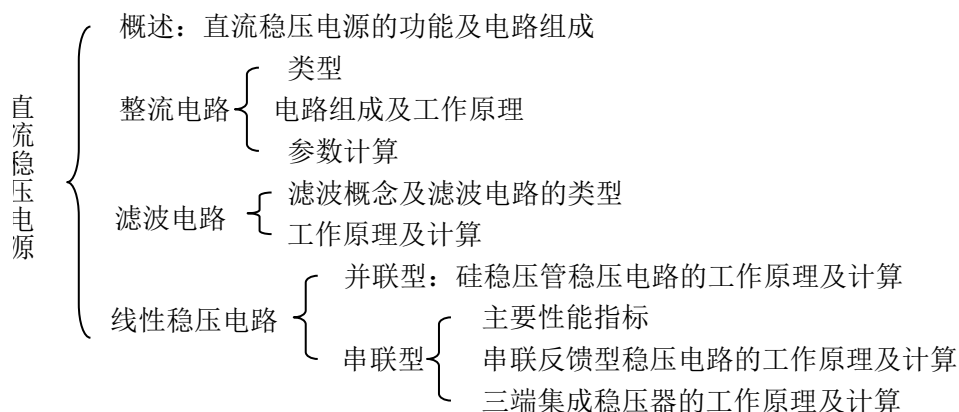 直流稳压电源
概述：直流稳压电源的功能及电路组成
整流电路
类型
电路组成及工作原理
参数计算
滤波电路
滤波概念及滤波电路的类型
工作原理及计算
线性稳压电路
并联型：硅稳压管稳压电路的工作原理及计算
串联型
主要性能指标
串联反馈型稳压电路的工作原理及计算
三端集成稳压器的工作原理及计算